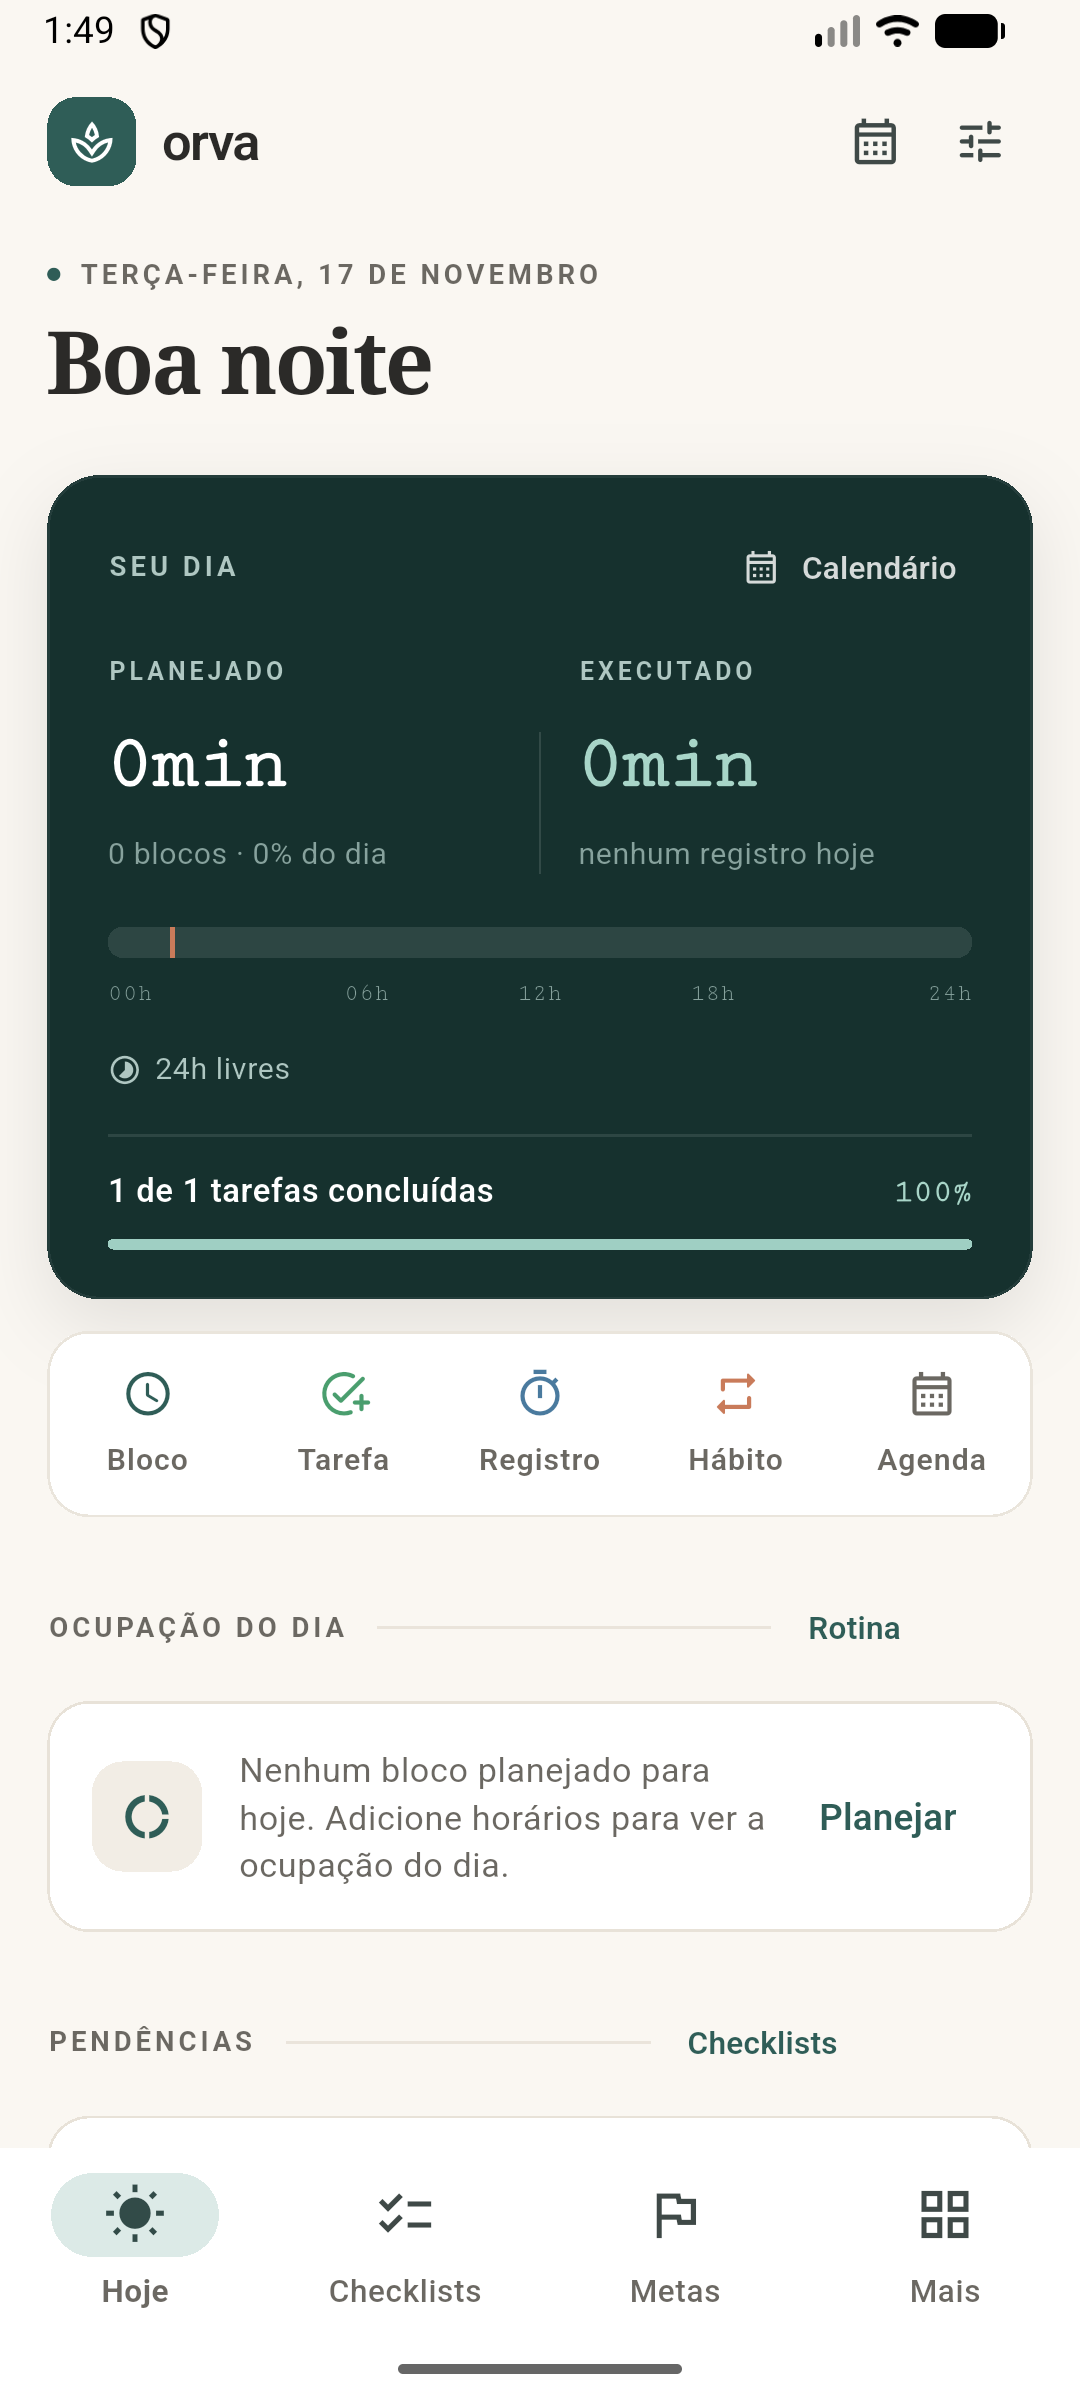 1:49
orva
TERÇA-FEIRA, 17 DE NOVEMBRO
Boa noite
SEU DIA
Calendário
PLANEJADO
EXECUTADO
0min
0min
0 blocos · 0% do dia
nenhum registro hoje
00h 06h 12h 18h 24h
24h livres
1 de 1 tarefas concluídas
100%
Bloco
Tarefa
Registro
Hábito
Agenda
OCUPAÇÃO DO DIA
Rotina
Nenhum bloco planejado para
hoje. Adicione horários para ver a
ocupação do dia.
Planejar
PENDÊNCIAS
Checklists
Hoje
Checklists
Metas
Mais